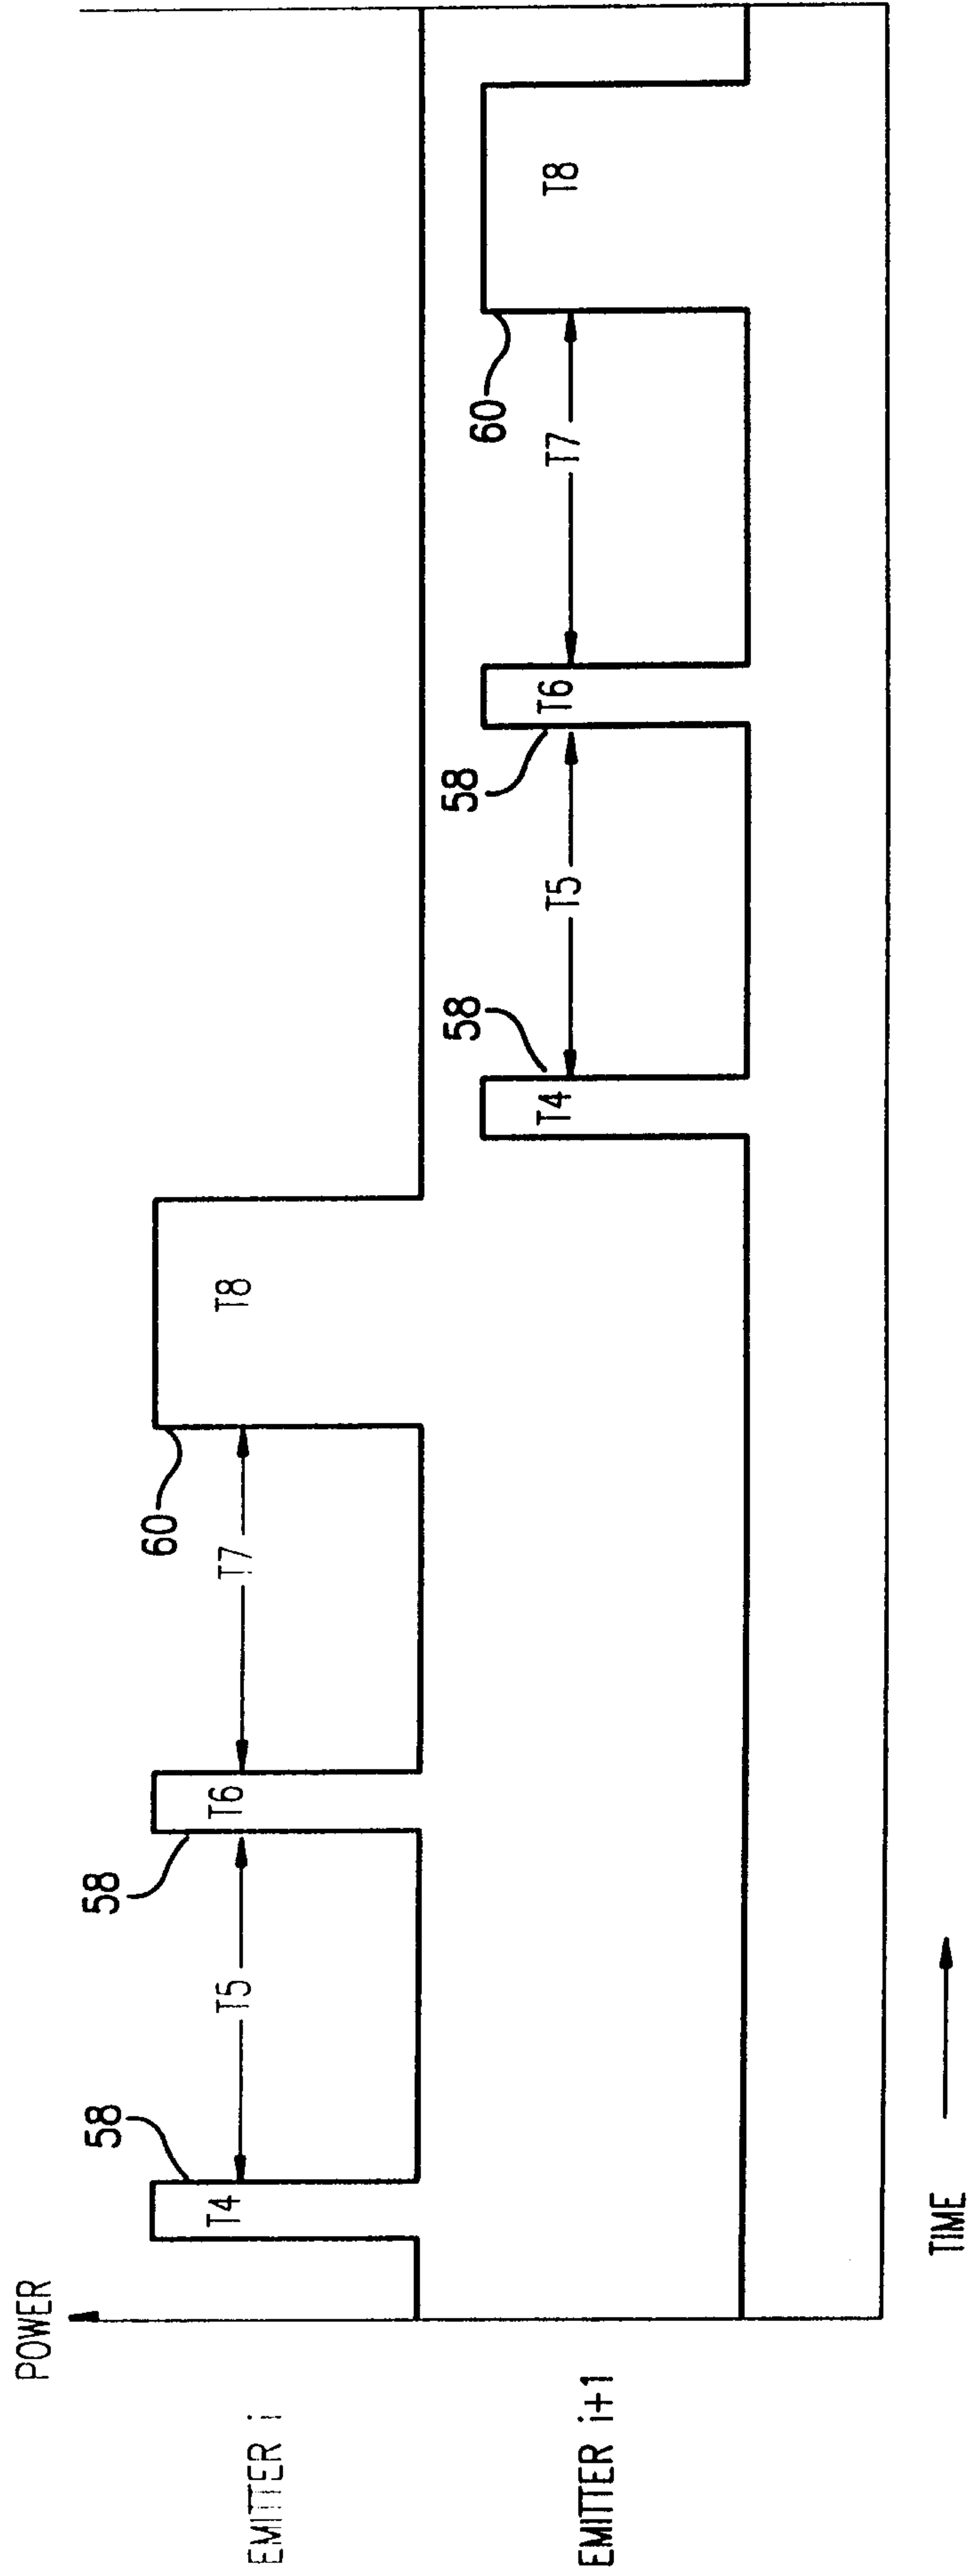 POWER
EMITTER i
58
T4
T5
58
T6
T7
60
T8
EMITTER i+1
58
T4
T5
58
T6
T7
60
T8
TIME